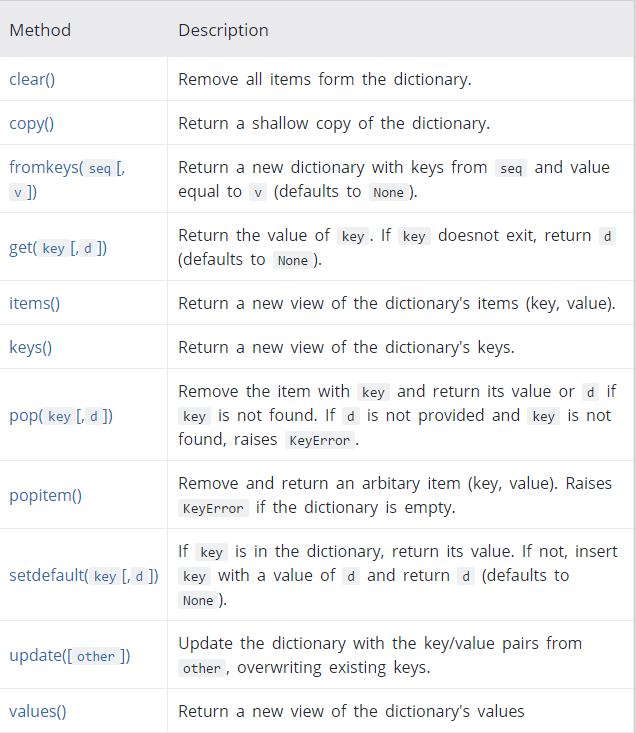 Method Description
clear() Remove all items form the dictionary.
copy() Return a shallow copy of the dictionary.
fromkeys( seq [, v ]) Return a new dictionary with keys from seq and value
equal to v (defaults to None ).
get( key [, d ]) Return the value of key . If key doesnot exit, return d
(defaults to None ).
items() Return a new view of the dictionary's items (key, value).
keys() Return a new view of the dictionary's keys.
pop( key [, d ]) Remove the item with key and return its value or d if
key is not found. If d is not provided and key is not
found, raises KeyError .
popitem() Remove and return an arbitary item (key, value). Raises
KeyError if the dictionary is empty.
setdefault( key [, d ]) If key is in the dictionary, return its value. If not, insert
key with a value of d and return d (defaults to
None ).
update([ other ]) Update the dictionary with the key/value pairs from
other , overwriting existing keys.
values() Return a new view of the dictionary's values